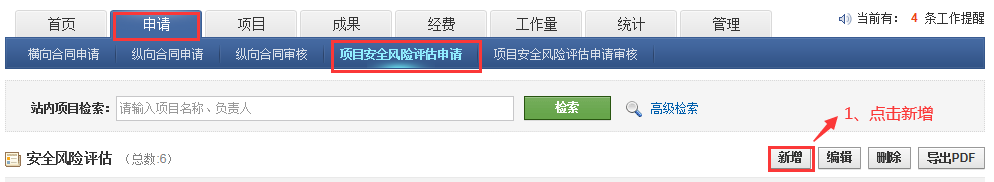 首页 申请 项目 成果 经费 工作量 统计 管理 当前有： 4 条工作提醒
横向合同申请 纵向合同申请 纵向合同审核 项目安全风险评估申请 项目安全风险评估申请审核
站内项目检索： 请输入项目名称、负责人 检索 高级检索
1、点击新增
安全风险评估 （总数:6） 新增 编辑 删除 导出PDF